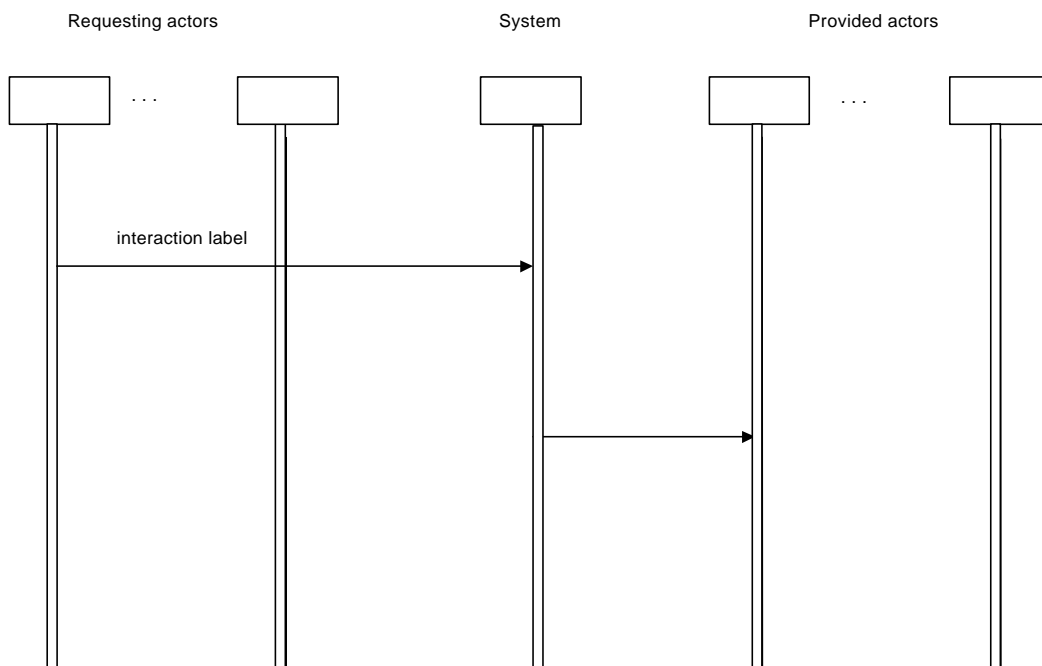 Requesting actors
System
Provided actors
. . .
. . .
interaction label